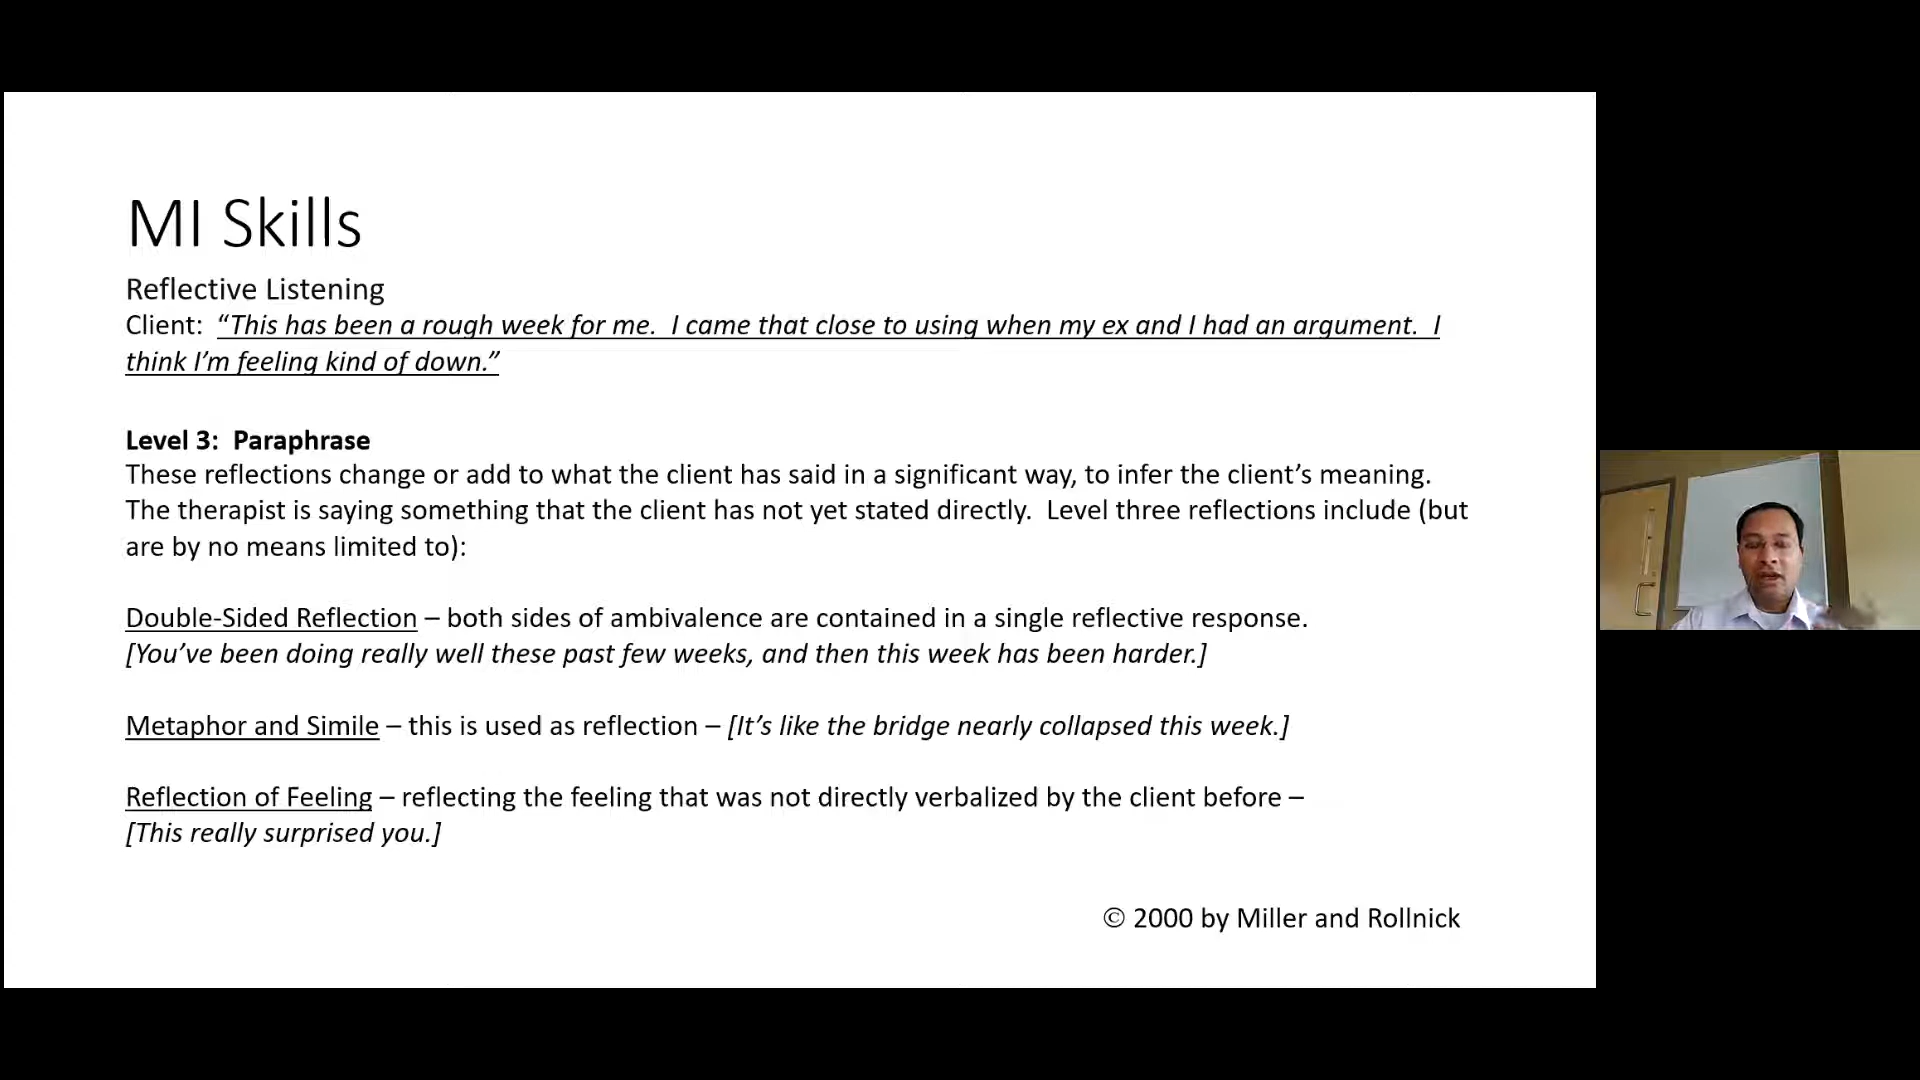 MI Skills
Reflective Listening
Client:  “This has been a rough week for me.  I came that close to using when my ex and I had an argument.  I
think I’m feeling kind of down.”
Level 3:  Paraphrase
These reflections change or add to what the client has said in a significant way, to infer the client’s meaning.
The therapist is saying something that the client has not yet stated directly.  Level three reflections include (but
are by no means limited to):
Double-Sided Reflection – both sides of ambivalence are contained in a single reflective response.
[You’ve been doing really well these past few weeks, and then this week has been harder.]
Metaphor and Simile – this is used as reflection – [It’s like the bridge nearly collapsed this week.]
Reflection of Feeling – reflecting the feeling that was not directly verbalized by the client before –
[This really surprised you.]
© 2000 by Miller and Rollnick